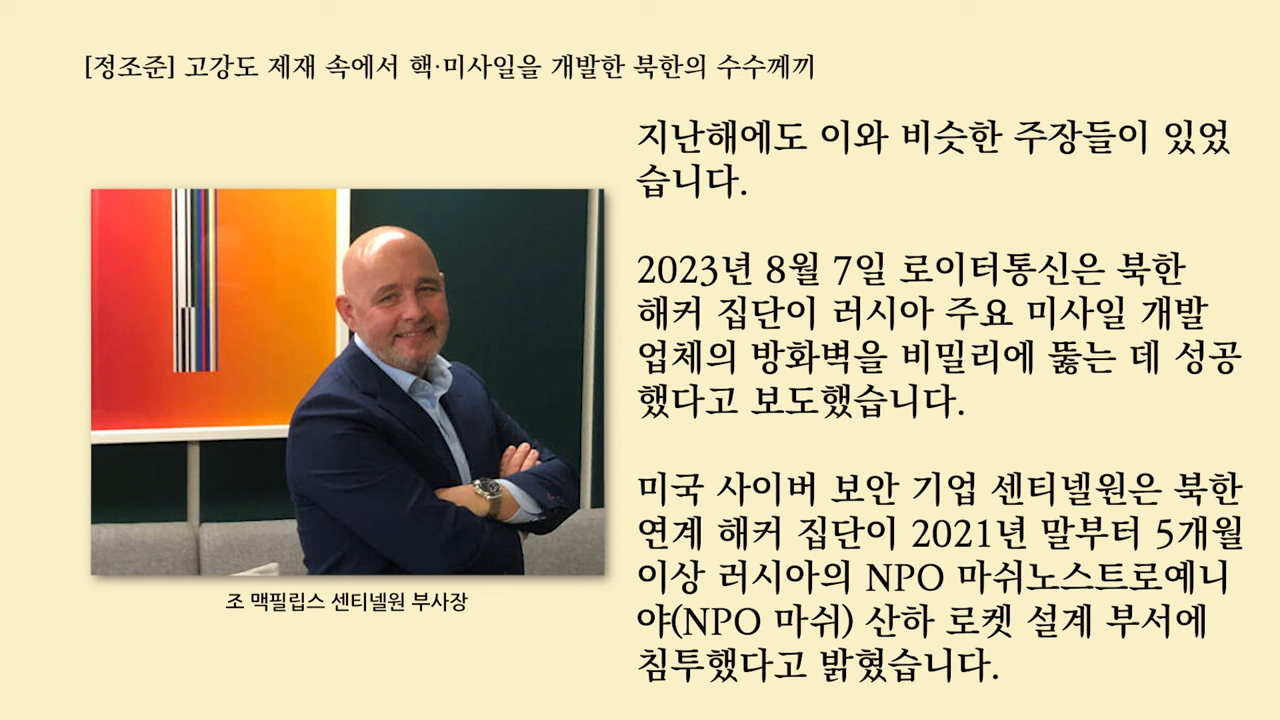 [정조준] 고강도 제재 속에서 핵·미사일을 개발한 북한의 수수께끼
지난해에도 이와 비슷한 주장들이 있었
습니다.
2023년 8월 7일 로이터통신은 북한
해커 집단이 러시아 주요 미사일 개발
업체의 방화벽을 비밀리에 뚫는 데 성공
했다고 보도했습니다.
미국 사이버 보안 기업 센티넬원은 북한
연계 해커 집단이 2021년 말부터 5개월
이상 러시아의 NPO 마쉬노스트로예니
야(NPO 마쉬) 산하 로켓 설계 부서에
침투했다고 밝혔습니다.
조 맥필립스 센티넬원 부사장